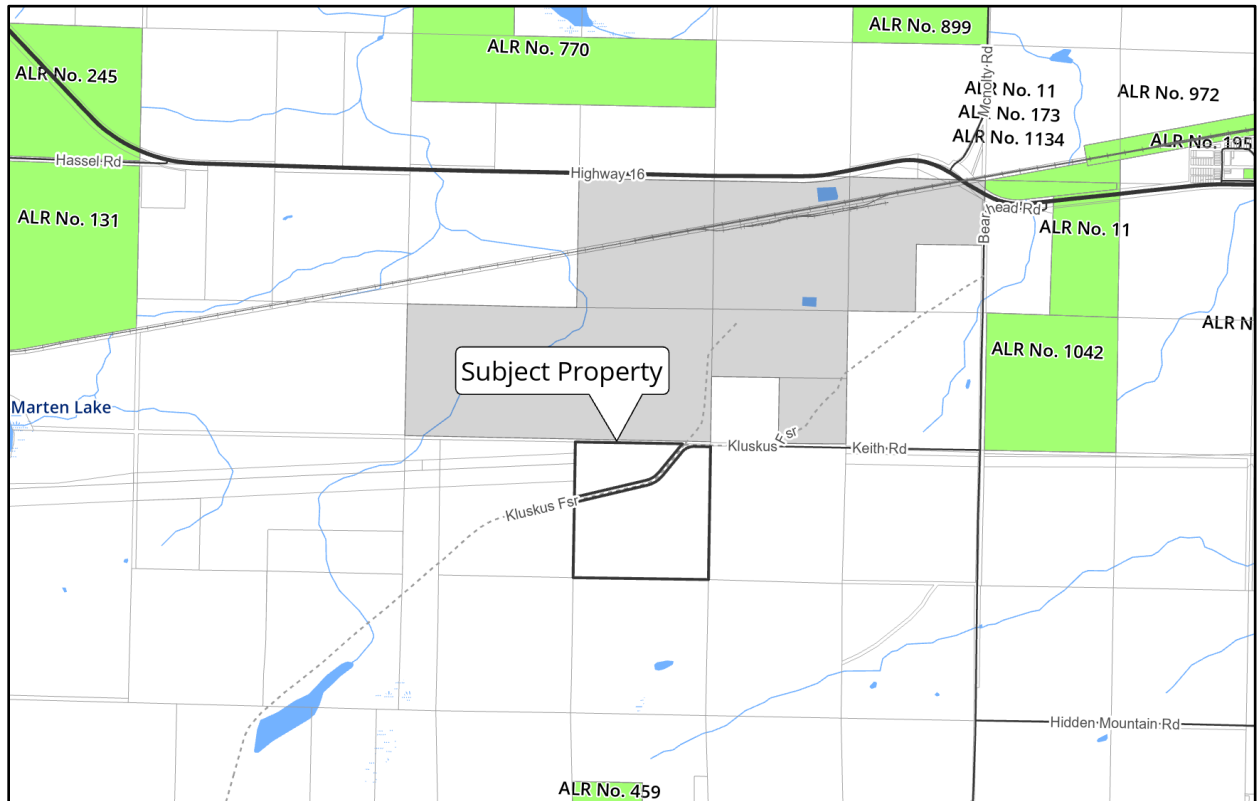 ALR No. 899
ALR No. 770
ALR No. 245
Mcnolty Rd
ALR No. 11
ALR No. 173
ALR No. 1134
ALR No. 972
ALR No. 195
Hassel Rd
Highway 16
ALR No. 131
Bearhead Rd
ALR No. 11
ALR N
ALR No. 1042
Subject Property
Marten Lake
Kluskus Fsr
Keith Rd
Kluskus Fsr
Hidden Mountain Rd
ALR No. 459